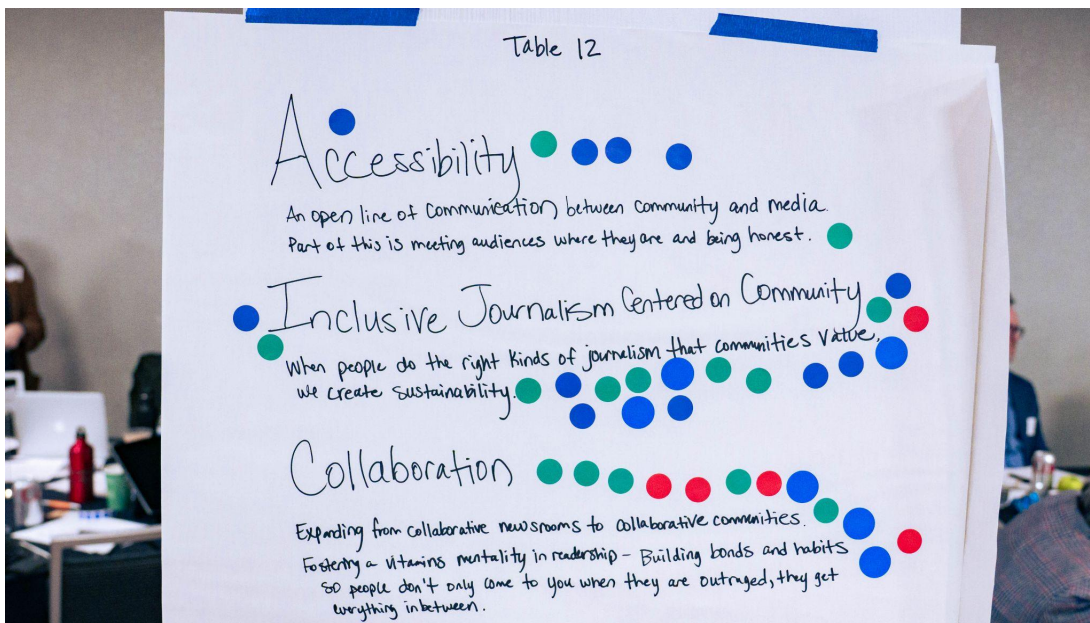 Table 12
Accessibility
An open line of communication between community and media.
Part of this is meeting audiences where they are and being honest.
Inclusive Journalism Centered on Community
When people do the right kinds of journalism that communities value,
we create sustainability.
Collaboration
Expanding from collaborative newsrooms to collaborative communities.
Fostering a vitamins mentality in readership – Building bonds and habits
so people don't only come to you when they are outraged, they get
everything in between.